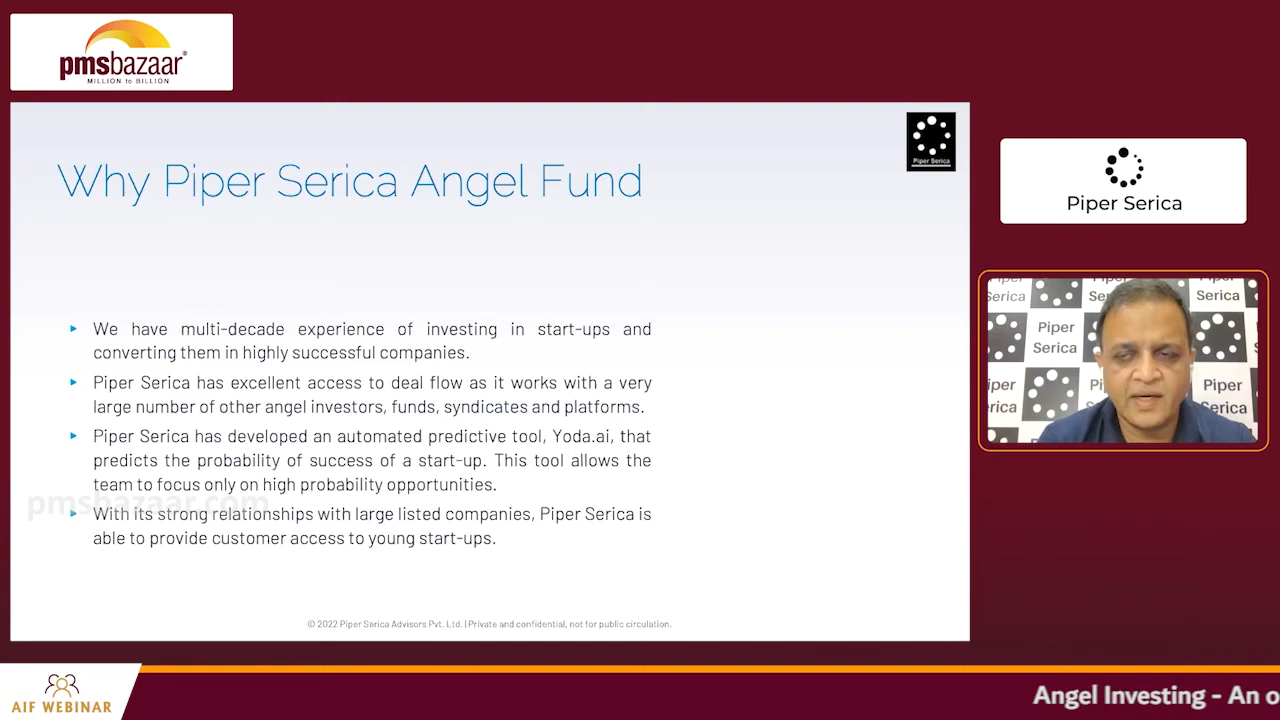 pmsbazaar®
MILLION to BILLION
Piper Serica
Why Piper Serica Angel Fund
▸ We have multi-decade experience of investing in start-ups and
converting them in highly successful companies.
▸ Piper Serica has excellent access to deal flow as it works with a very
large number of other angel investors, funds, syndicates and platforms.
▸ Piper Serica has developed an automated predictive tool, Yoda.ai, that
predicts the probability of success of a start-up. This tool allows the
team to focus only on high probability opportunities.
pmsbazaar.com
▸ With its strong relationships with large listed companies, Piper Serica is
able to provide customer access to young start-ups.
© 2022 Piper Serica Advisors Pvt. Ltd. | Private and confidential, not for public circulation.
Piper Serica
Piper
Serica
Serica
Piper
Serica
Piper
Serica
Piper
Serica
AIF WEBINAR
Angel Investing - An o